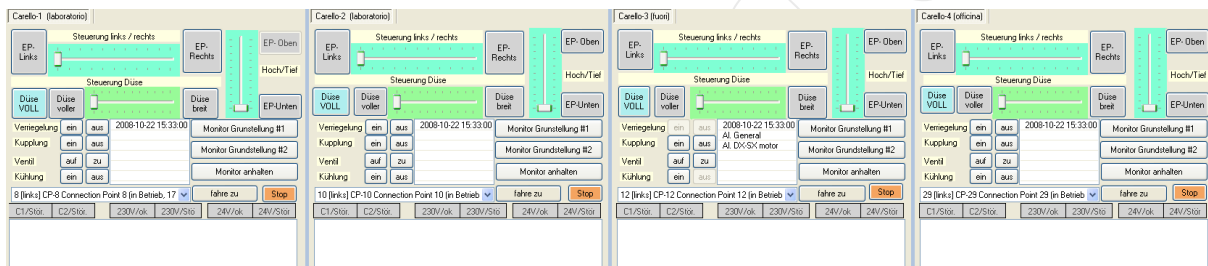 Carello-1 (laboratorio)
Steuerung links / rechts
EP-
Links
EP-
Rechts
EP- Oben
Hoch/Tief
Steuerung Düse
Düse
VOLL
Düse
voller
Düse
breit
EP-Unten
Verriegelung ein aus 2008-10-22 15:33:00 Monitor Grunstellung #1
Kupplung ein aus Monitor Grundstellung #2
Ventil auf zu
Kühlung ein aus Monitor anhalten
8 [links] CP-8 Connection Point 8 (in Betrieb, 17 fahre zu Stop
C1/Stör. C2/Stör. 230V/ok 230V/Stö 24V/ok 24V/Stör
Carello-2 (laboratorio)
Steuerung links / rechts
EP-
Links
EP-
Rechts
EP- Oben
Hoch/Tief
Steuerung Düse
Düse
VOLL
Düse
voller
Düse
breit
EP-Unten
Verriegelung ein aus 2008-10-22 15:33:00 Monitor Grunstellung #1
Kupplung ein aus Monitor Grundstellung #2
Ventil auf zu
Kühlung ein aus Monitor anhalten
10 [links] CP-10 Connection Point 10 (in Betrieb fahre zu Stop
C1/Stör. C2/Stör. 230V/ok 230V/Stö 24V/ok 24V/Stör
Carello-3 (fuori)
Steuerung links / rechts
EP-
Links
EP-
Rechts
EP- Oben
Hoch/Tief
Steuerung Düse
Düse
VOLL
Düse
voller
Düse
breit
EP-Unten
Verriegelung ein aus 2008-10-22 15:33:00 Monitor Grunstellung #1
Al. General
Kupplung ein aus Al. DX-SX motor Monitor Grundstellung #2
Ventil auf zu
Kühlung ein aus Monitor anhalten
12 [links] CP-12 Connection Point 12 (in Betrieb fahre zu Stop
C1/Stör. C2/Stör. 230V/ok 230V/Stö 24V/ok 24V/Stör
Carello-4 (officina)
Steuerung links / rechts
EP-
Links
EP-
Rechts
EP- Oben
Hoch/Tief
Steuerung Düse
Düse
VOLL
Düse
voller
Düse
breit
EP-Unten
Verriegelung ein aus 2008-10-22 15:33:00 Monitor Grunstellung #1
Kupplung ein aus Monitor Grundstellung #2
Ventil auf zu
Kühlung ein aus Monitor anhalten
29 [links] CP-29 Connection Point 29 (in Betrieb fahre zu Stop
C1/Stör. C2/Stör. 230V/ok 230V/Stö 24V/ok 24V/Stör